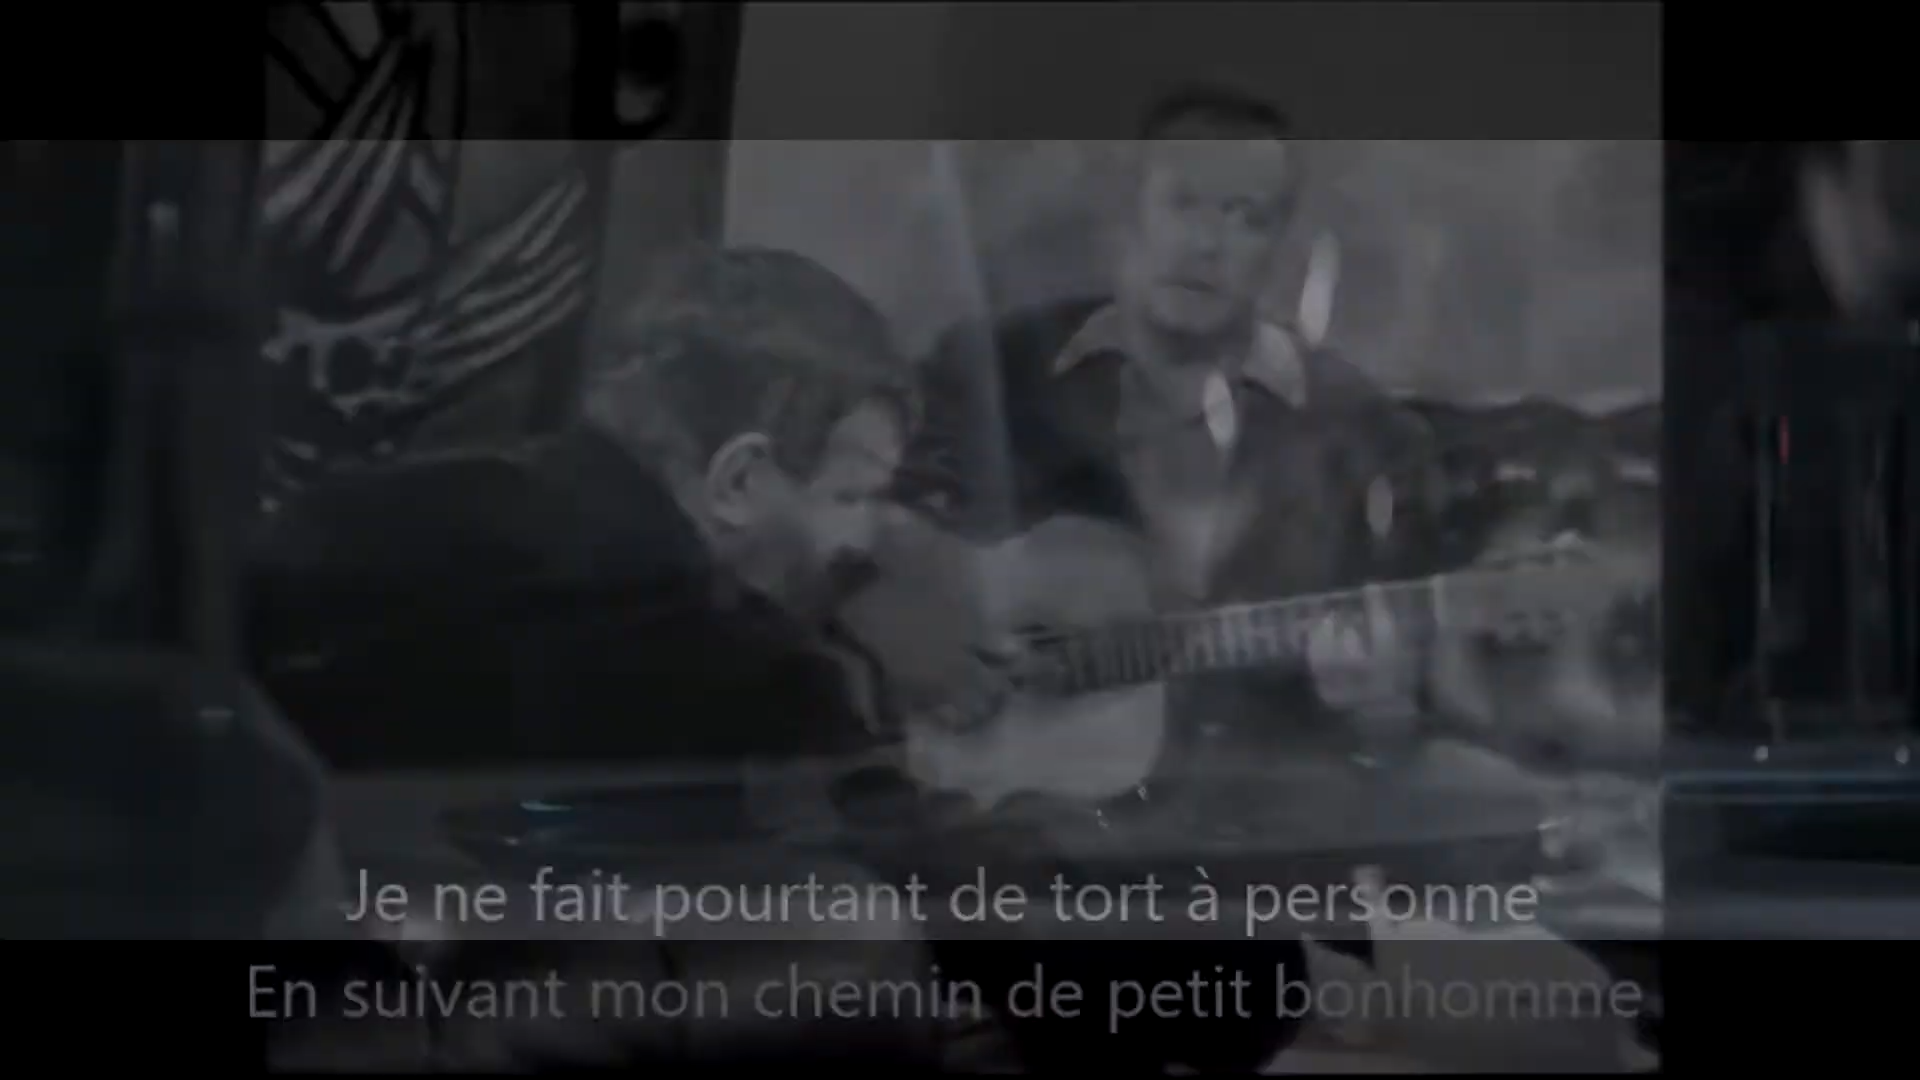 Je ne fait pourtant de tort à personne
En suivant mon chemin de petit bonhomme